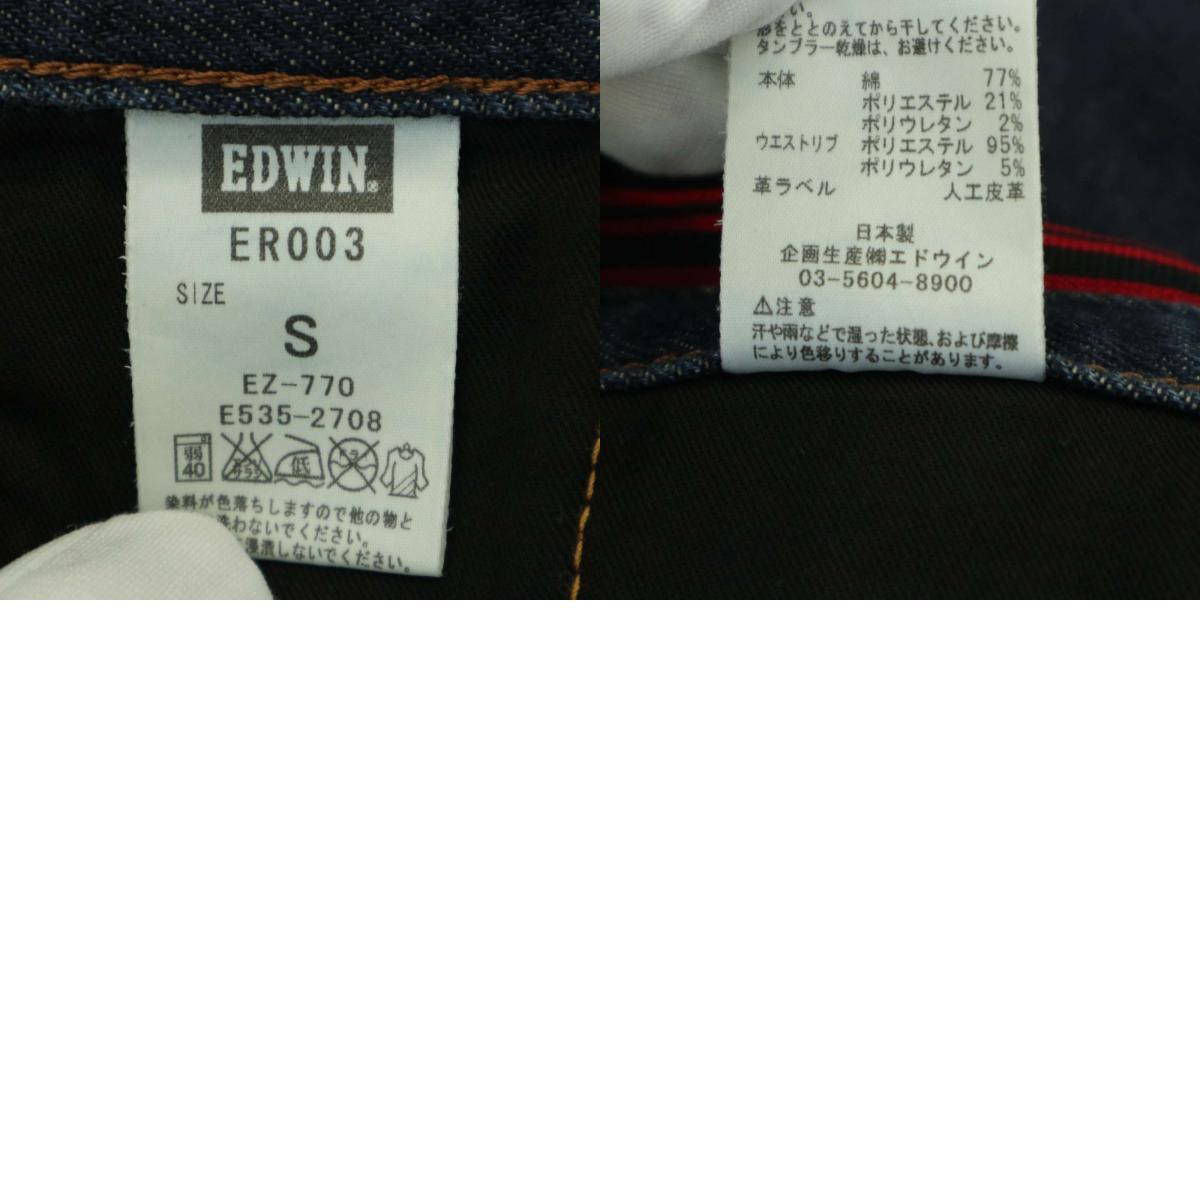 EDWIN®
ER003
SIZE
S
EZ-770
E535-2708
弱
40
低
染料が色落ちしますので他の物と
洗わないでください。
浸漬しないでください。
い。
形をととのえてから干してください。
タンブラー乾燥は、お避けください。
本体 綿 77%
ポリエステル 21%
ポリウレタン 2%
ウエストリブ ポリエステル 95%
ポリウレタン 5%
革ラベル 人工皮革
日本製
企画生産㈱エドウイン
03-5604-8900
⚠注意
汗や雨などで湿った状態、および摩擦
により色移りすることがあります。